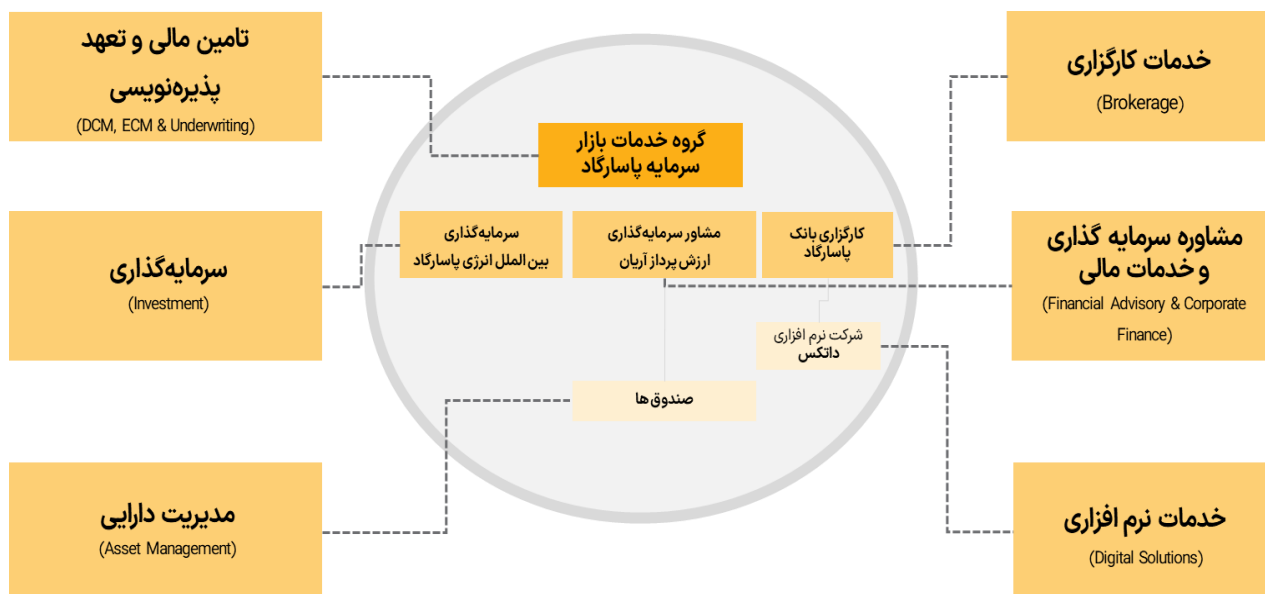 خدمات کارگزاری
(Brokerage)
تامین مالی و تعهد
پذیره‌نویسی
(DCM, ECM & Underwriting)
گروه خدمات بازار
سرمایه پاسارگاد
مشاوره سرمایه گذاری
و خدمات مالی
(Financial Advisory & Corporate
Finance)
کارگزاری بانک
پاسارگاد
مشاور سرمایه‌گذاری
ارزش پرداز آریان
سرمایه‌گذاری
بین الملل انرژی پاسارگاد
سرمایه‌گذاری
(Investment)
شرکت نرم افزاری
داتکس
صندوق‌ها
خدمات نرم افزاری
(Digital Solutions)
مدیریت دارایی
(Asset Management)